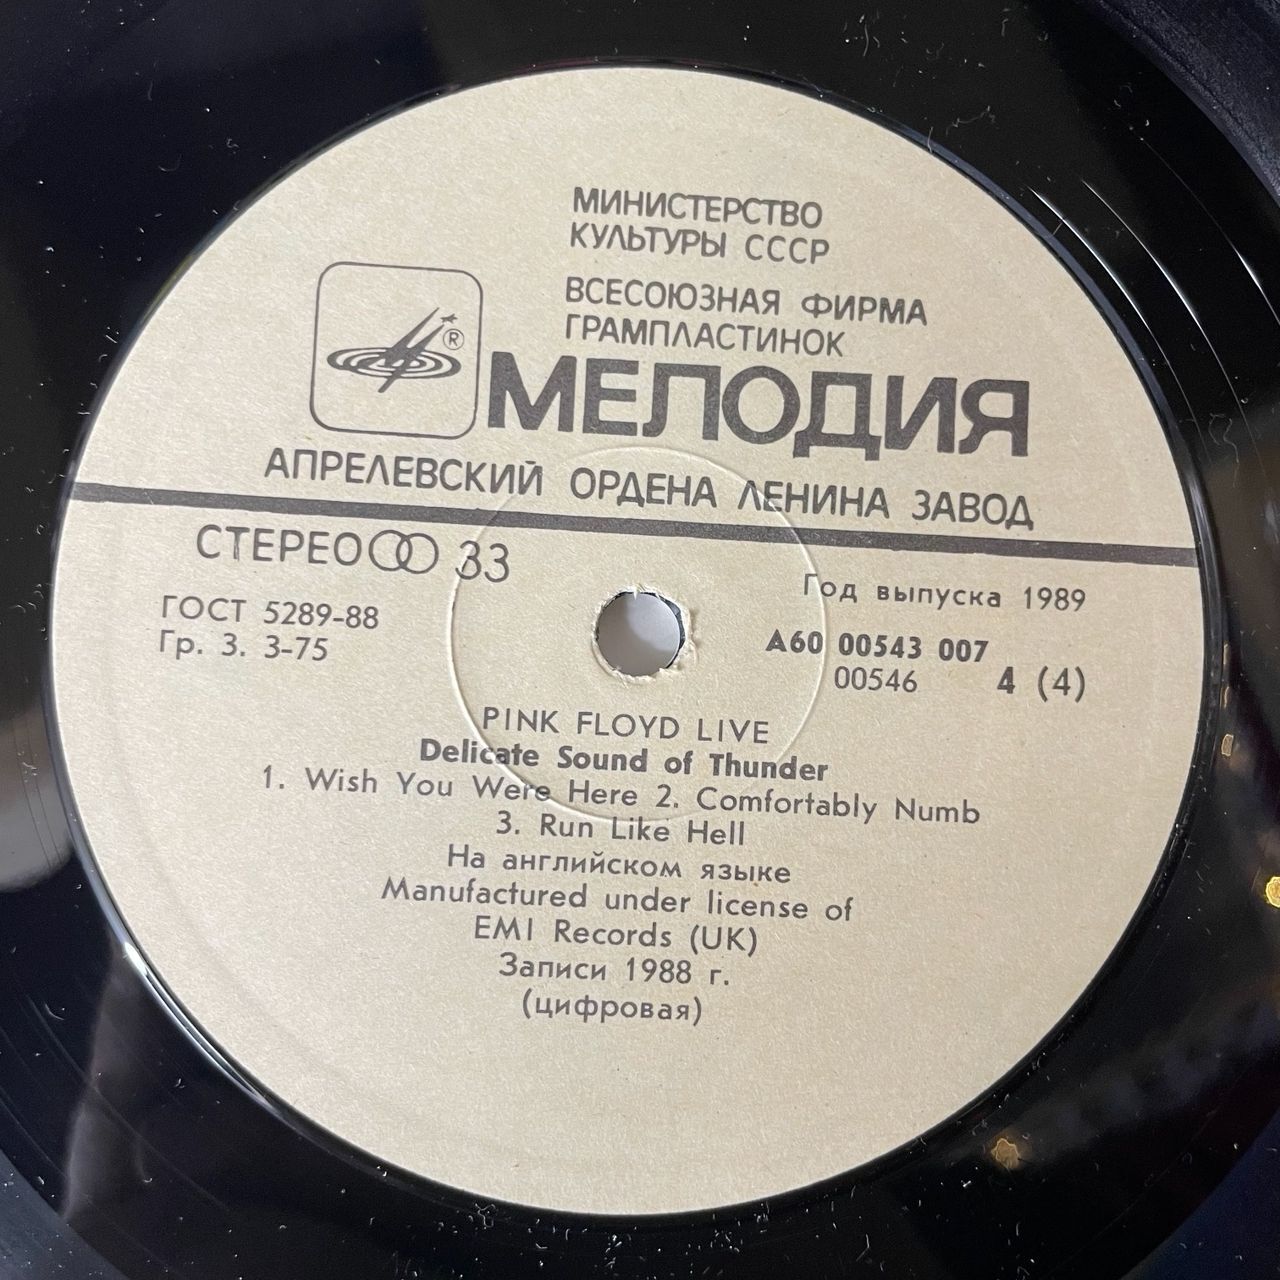 МИНИСТЕРСТВО
КУЛЬТУРЫ СССР
ВСЕСОЮЗНАЯ ФИРМА
ГРАМПЛАСТИНОК
®
МЕЛОДИЯ
АПРЕЛЕВСКИЙ ОРДЕНА ЛЕНИНА ЗАВОД
СТЕРЕО 33
ГОСТ 5289-88
Гр. 3. 3-75
Год выпуска 1989
А60 00543 007
00546 4 (4)
PINK FLOYD LIVE
Delicate Sound of Thunder
1. Wish You Were Here 2. Comfortably Numb
3. Run Like Hell
На английском языке
Manufactured under license of
EMI Records (UK)
Записи 1988 г.
(цифровая)